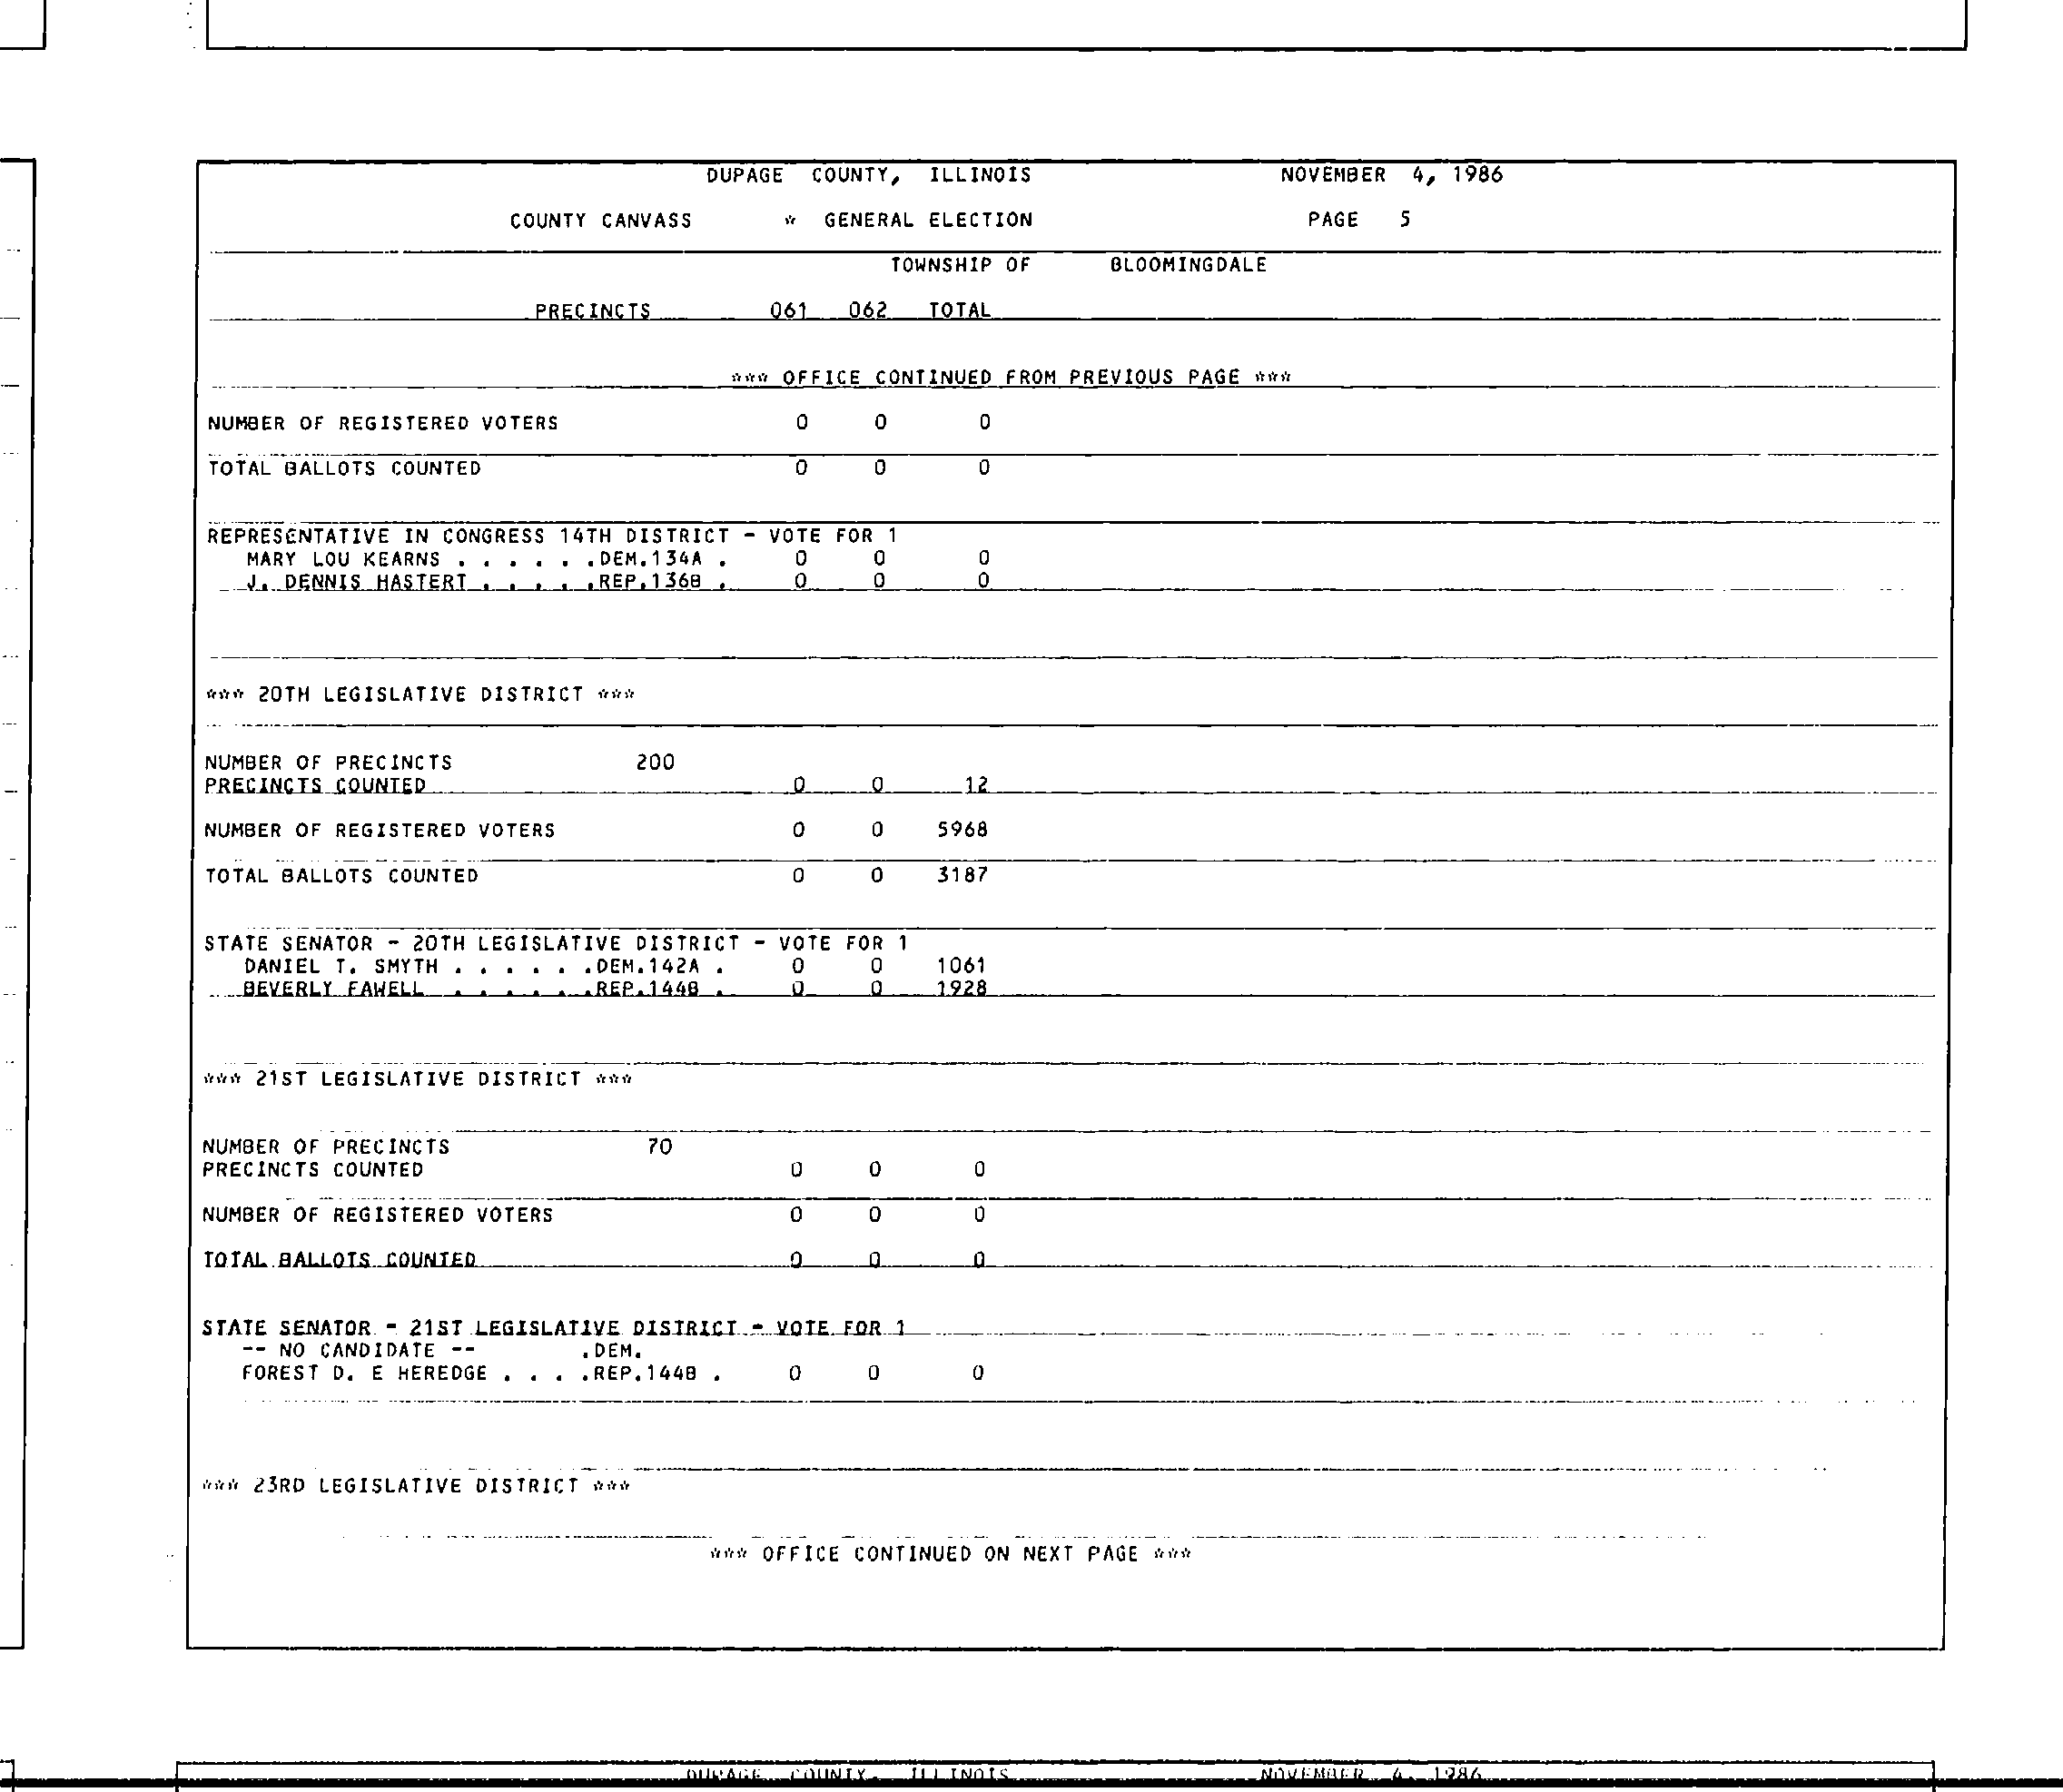 DUPAGE COUNTY, ILLINOIS NOVEMBER 4, 1986
COUNTY CANVASS * GENERAL ELECTION PAGE 5
TOWNSHIP OF BLOOMINGDALE
PRECINCTS 061 062 TOTAL
*** OFFICE CONTINUED FROM PREVIOUS PAGE ***
NUMBER OF REGISTERED VOTERS 0 0 0
TOTAL BALLOTS COUNTED 0 0 0
REPRESENTATIVE IN CONGRESS 14TH DISTRICT - VOTE FOR 1
MARY LOU KEARNS . . . . . .DEM.134A . 0 0 0
J. DENNIS HASTERT . . . . .REP.136B . 0 0 0
*** 20TH LEGISLATIVE DISTRICT ***
NUMBER OF PRECINCTS 200
PRECINCTS COUNTED 0 0 12
NUMBER OF REGISTERED VOTERS 0 0 5968
TOTAL BALLOTS COUNTED 0 0 3187
STATE SENATOR - 20TH LEGISLATIVE DISTRICT - VOTE FOR 1
DANIEL T. SMYTH . . . . . .DEM.142A . 0 0 1061
BEVERLY FAWELL . . . . . .REP.144B . 0 0 1928
*** 21ST LEGISLATIVE DISTRICT ***
NUMBER OF PRECINCTS 70
PRECINCTS COUNTED 0 0 0
NUMBER OF REGISTERED VOTERS 0 0 0
TOTAL BALLOTS COUNTED 0 0 0
STATE SENATOR - 21ST LEGISLATIVE DISTRICT - VOTE FOR 1
-- NO CANDIDATE -- .DEM.
FOREST D. E HEREDGE . . . .REP.144B . 0 0 0
*** 23RD LEGISLATIVE DISTRICT ***
*** OFFICE CONTINUED ON NEXT PAGE ***
DUPAGE COUNTY, ILLINOIS NOVEMBER 4, 1986